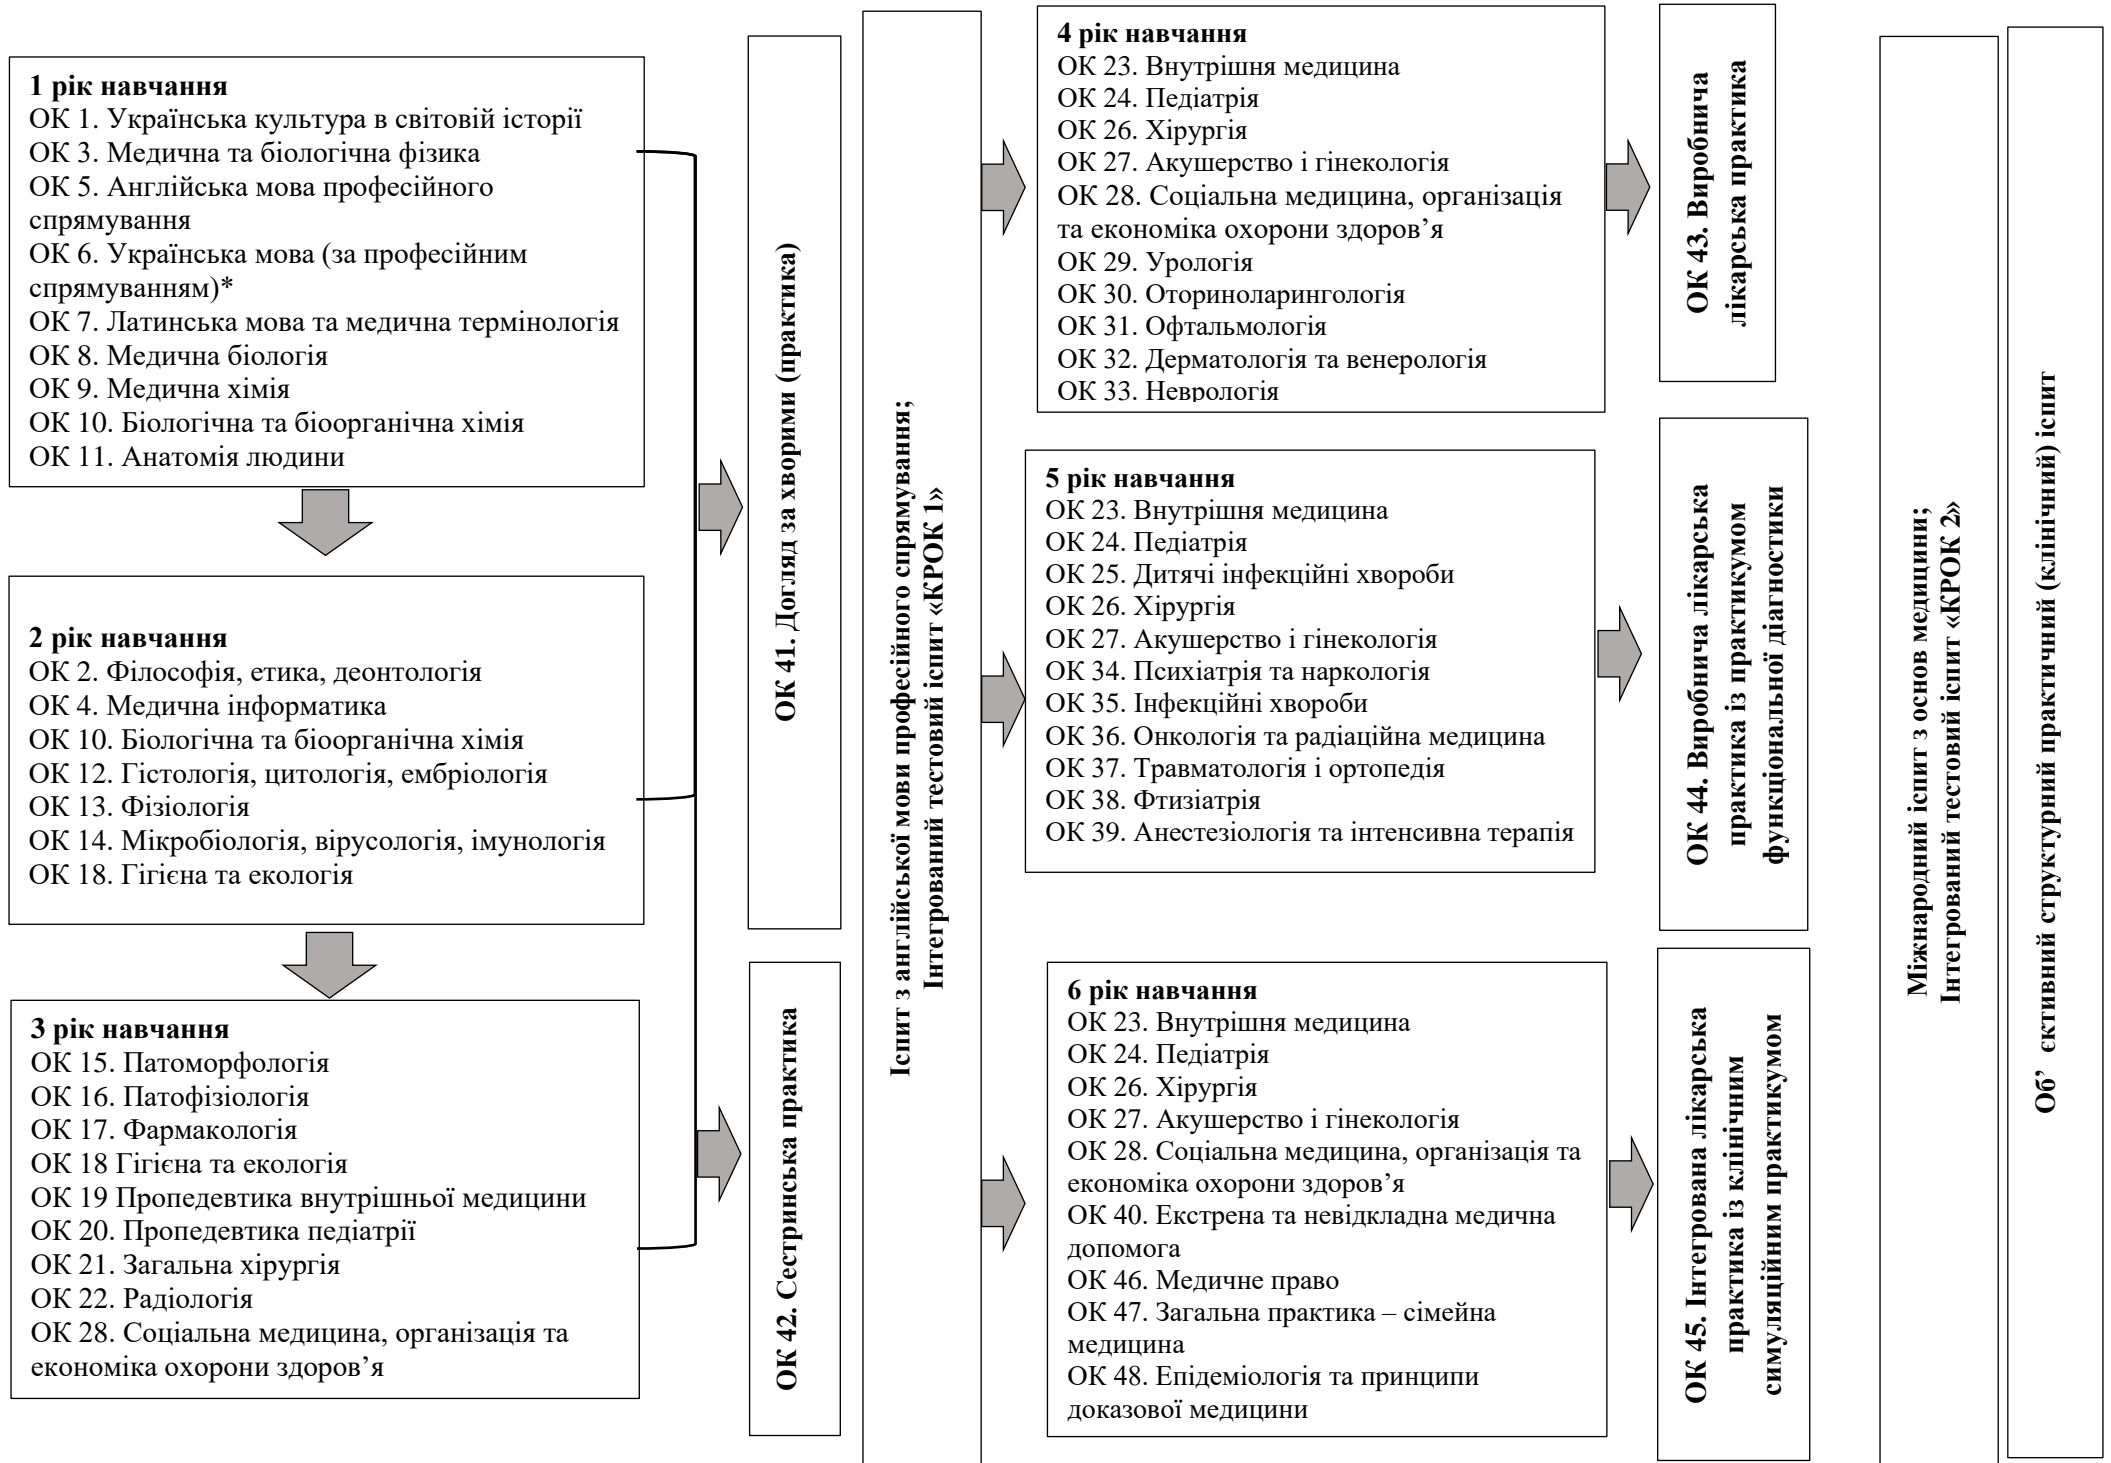 1 рік навчання
ОК 1. Українська культура в світовій історії
ОК 3. Медична та біологічна фізика
ОК 5. Англійська мова професійного
спрямування
ОК 6. Українська мова (за професійним
спрямуванням)*
ОК 7. Латинська мова та медична термінологія
ОК 8. Медична біологія
ОК 9. Медична хімія
ОК 10. Біологічна та біоорганічна хімія
ОК 11. Анатомія людини
2 рік навчання
ОК 2. Філософія, етика, деонтологія
ОК 4. Медична інформатика
ОК 10. Біологічна та біоорганічна хімія
ОК 12. Гістологія, цитологія, ембріологія
ОК 13. Фізіологія
ОК 14. Мікробіологія, вірусологія, імунологія
ОК 18. Гігієна та екологія
3 рік навчання
ОК 15. Патоморфологія
ОК 16. Патофізіологія
ОК 17. Фармакологія
ОК 18 Гігієна та екологія
ОК 19 Пропедевтика внутрішньої медицини
ОК 20. Пропедевтика педіатрії
ОК 21. Загальна хірургія
ОК 22. Радіологія
ОК 28. Соціальна медицина, організація та
економіка охорони здоров’я
ОК 41. Догляд за хворими (практика)
ОК 42. Сестринська практика
Іспит з англійської мови професійного спрямування;
Інтегрований тестовий іспит «КРОК 1»
4 рік навчання
ОК 23. Внутрішня медицина
ОК 24. Педіатрія
ОК 26. Хірургія
ОК 27. Акушерство і гінекологія
ОК 28. Соціальна медицина, організація
та економіка охорони здоров’я
ОК 29. Урологія
ОК 30. Оториноларингологія
ОК 31. Офтальмологія
ОК 32. Дерматологія та венерологія
ОК 33. Неврологія
5 рік навчання
ОК 23. Внутрішня медицина
ОК 24. Педіатрія
ОК 25. Дитячі інфекційні хвороби
ОК 26. Хірургія
ОК 27. Акушерство і гінекологія
ОК 34. Психіатрія та наркологія
ОК 35. Інфекційні хвороби
ОК 36. Онкологія та радіаційна медицина
ОК 37. Травматологія і ортопедія
ОК 38. Фтизіатрія
ОК 39. Анестезіологія та інтенсивна терапія
6 рік навчання
ОК 23. Внутрішня медицина
ОК 24. Педіатрія
ОК 26. Хірургія
ОК 27. Акушерство і гінекологія
ОК 28. Соціальна медицина, організація та
економіка охорони здоров’я
ОК 40. Екстрена та невідкладна медична
допомога
ОК 46. Медичне право
ОК 47. Загальна практика – сімейна
медицина
ОК 48. Епідеміологія та принципи
доказової медицини
ОК 43. Виробнича
лікарська практика
ОК 44. Виробнича лікарська
практика із практикумом
функціональної діагностики
ОК 45. Інтегрована лікарська
практика із клінічним
симуляційним практикумом
Міжнародний іспит з основ медицини;
Інтегрований тестовий іспит «КРОК 2»
Об’ єктивний структурний практичний (клінічний) іспит